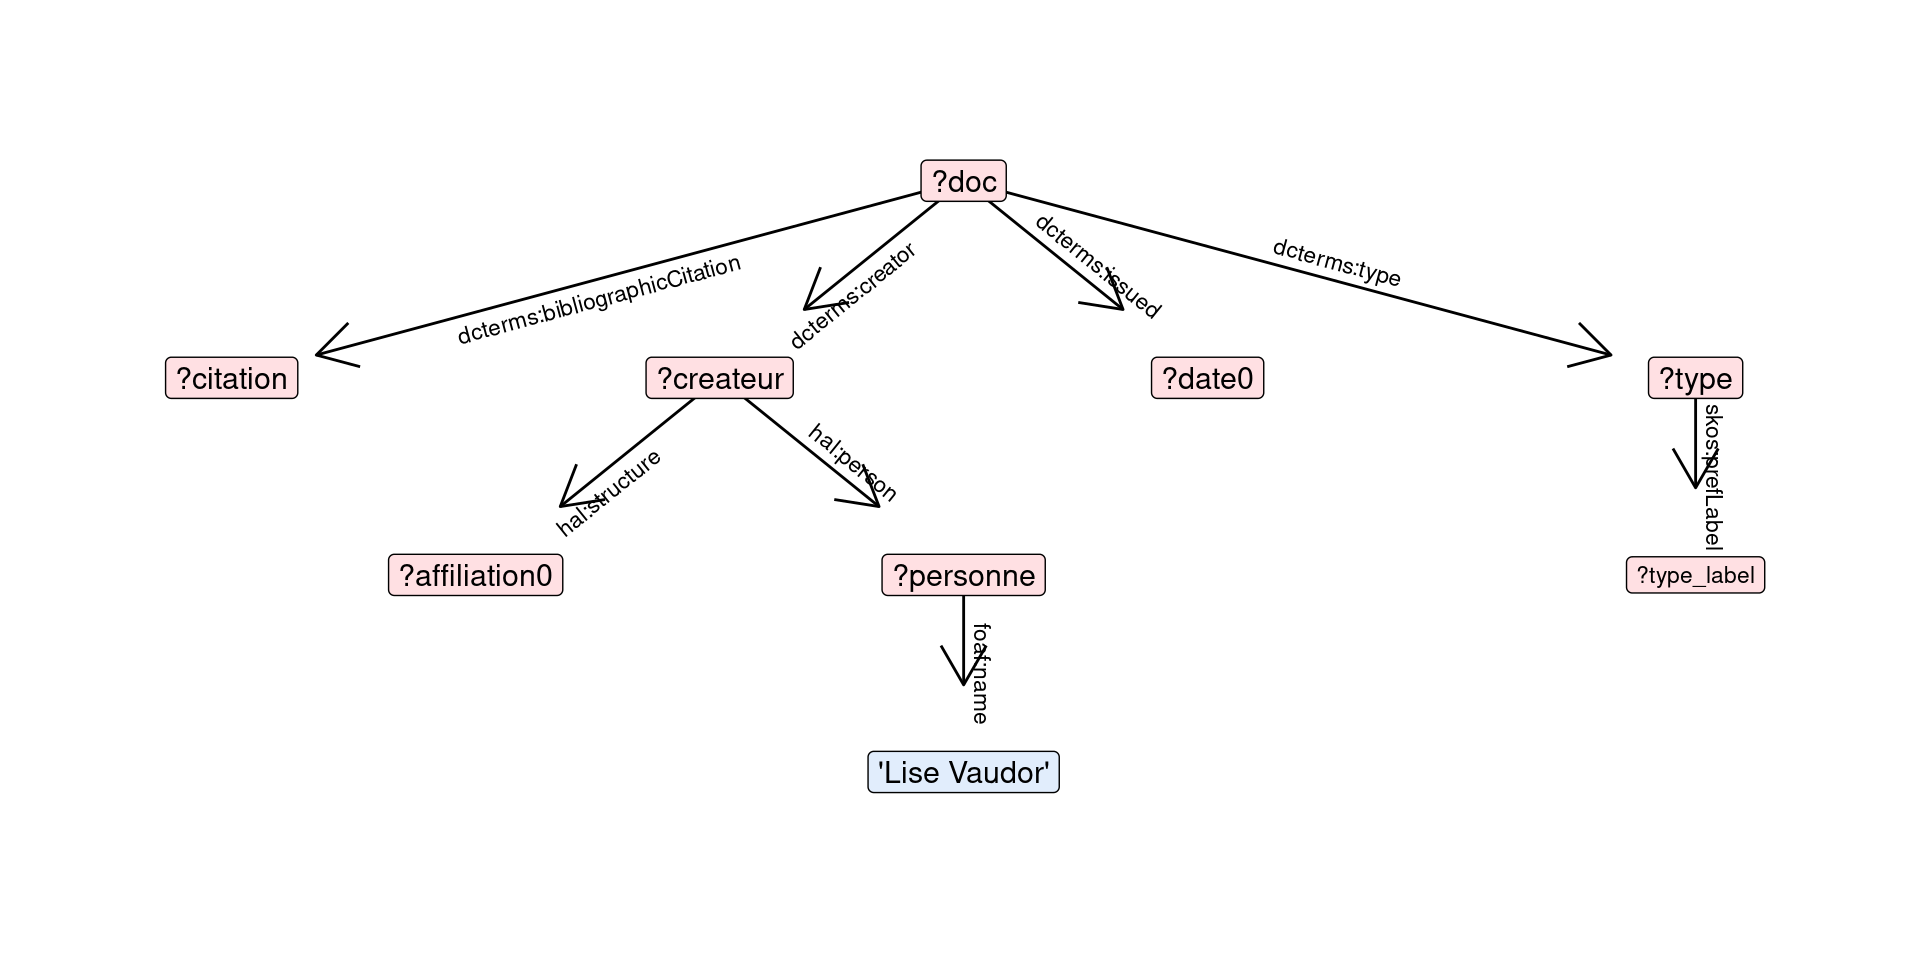 ?doc
dcterms:bibliographicCitation
dcterms:creator
dcterms:issued
dcterms:type
?citation
?createur
?date0
?type
hal:structure
hal:person
skos:prefLabel
?affiliation0
?personne
?type_label
foaf:name
'Lise Vaudor'